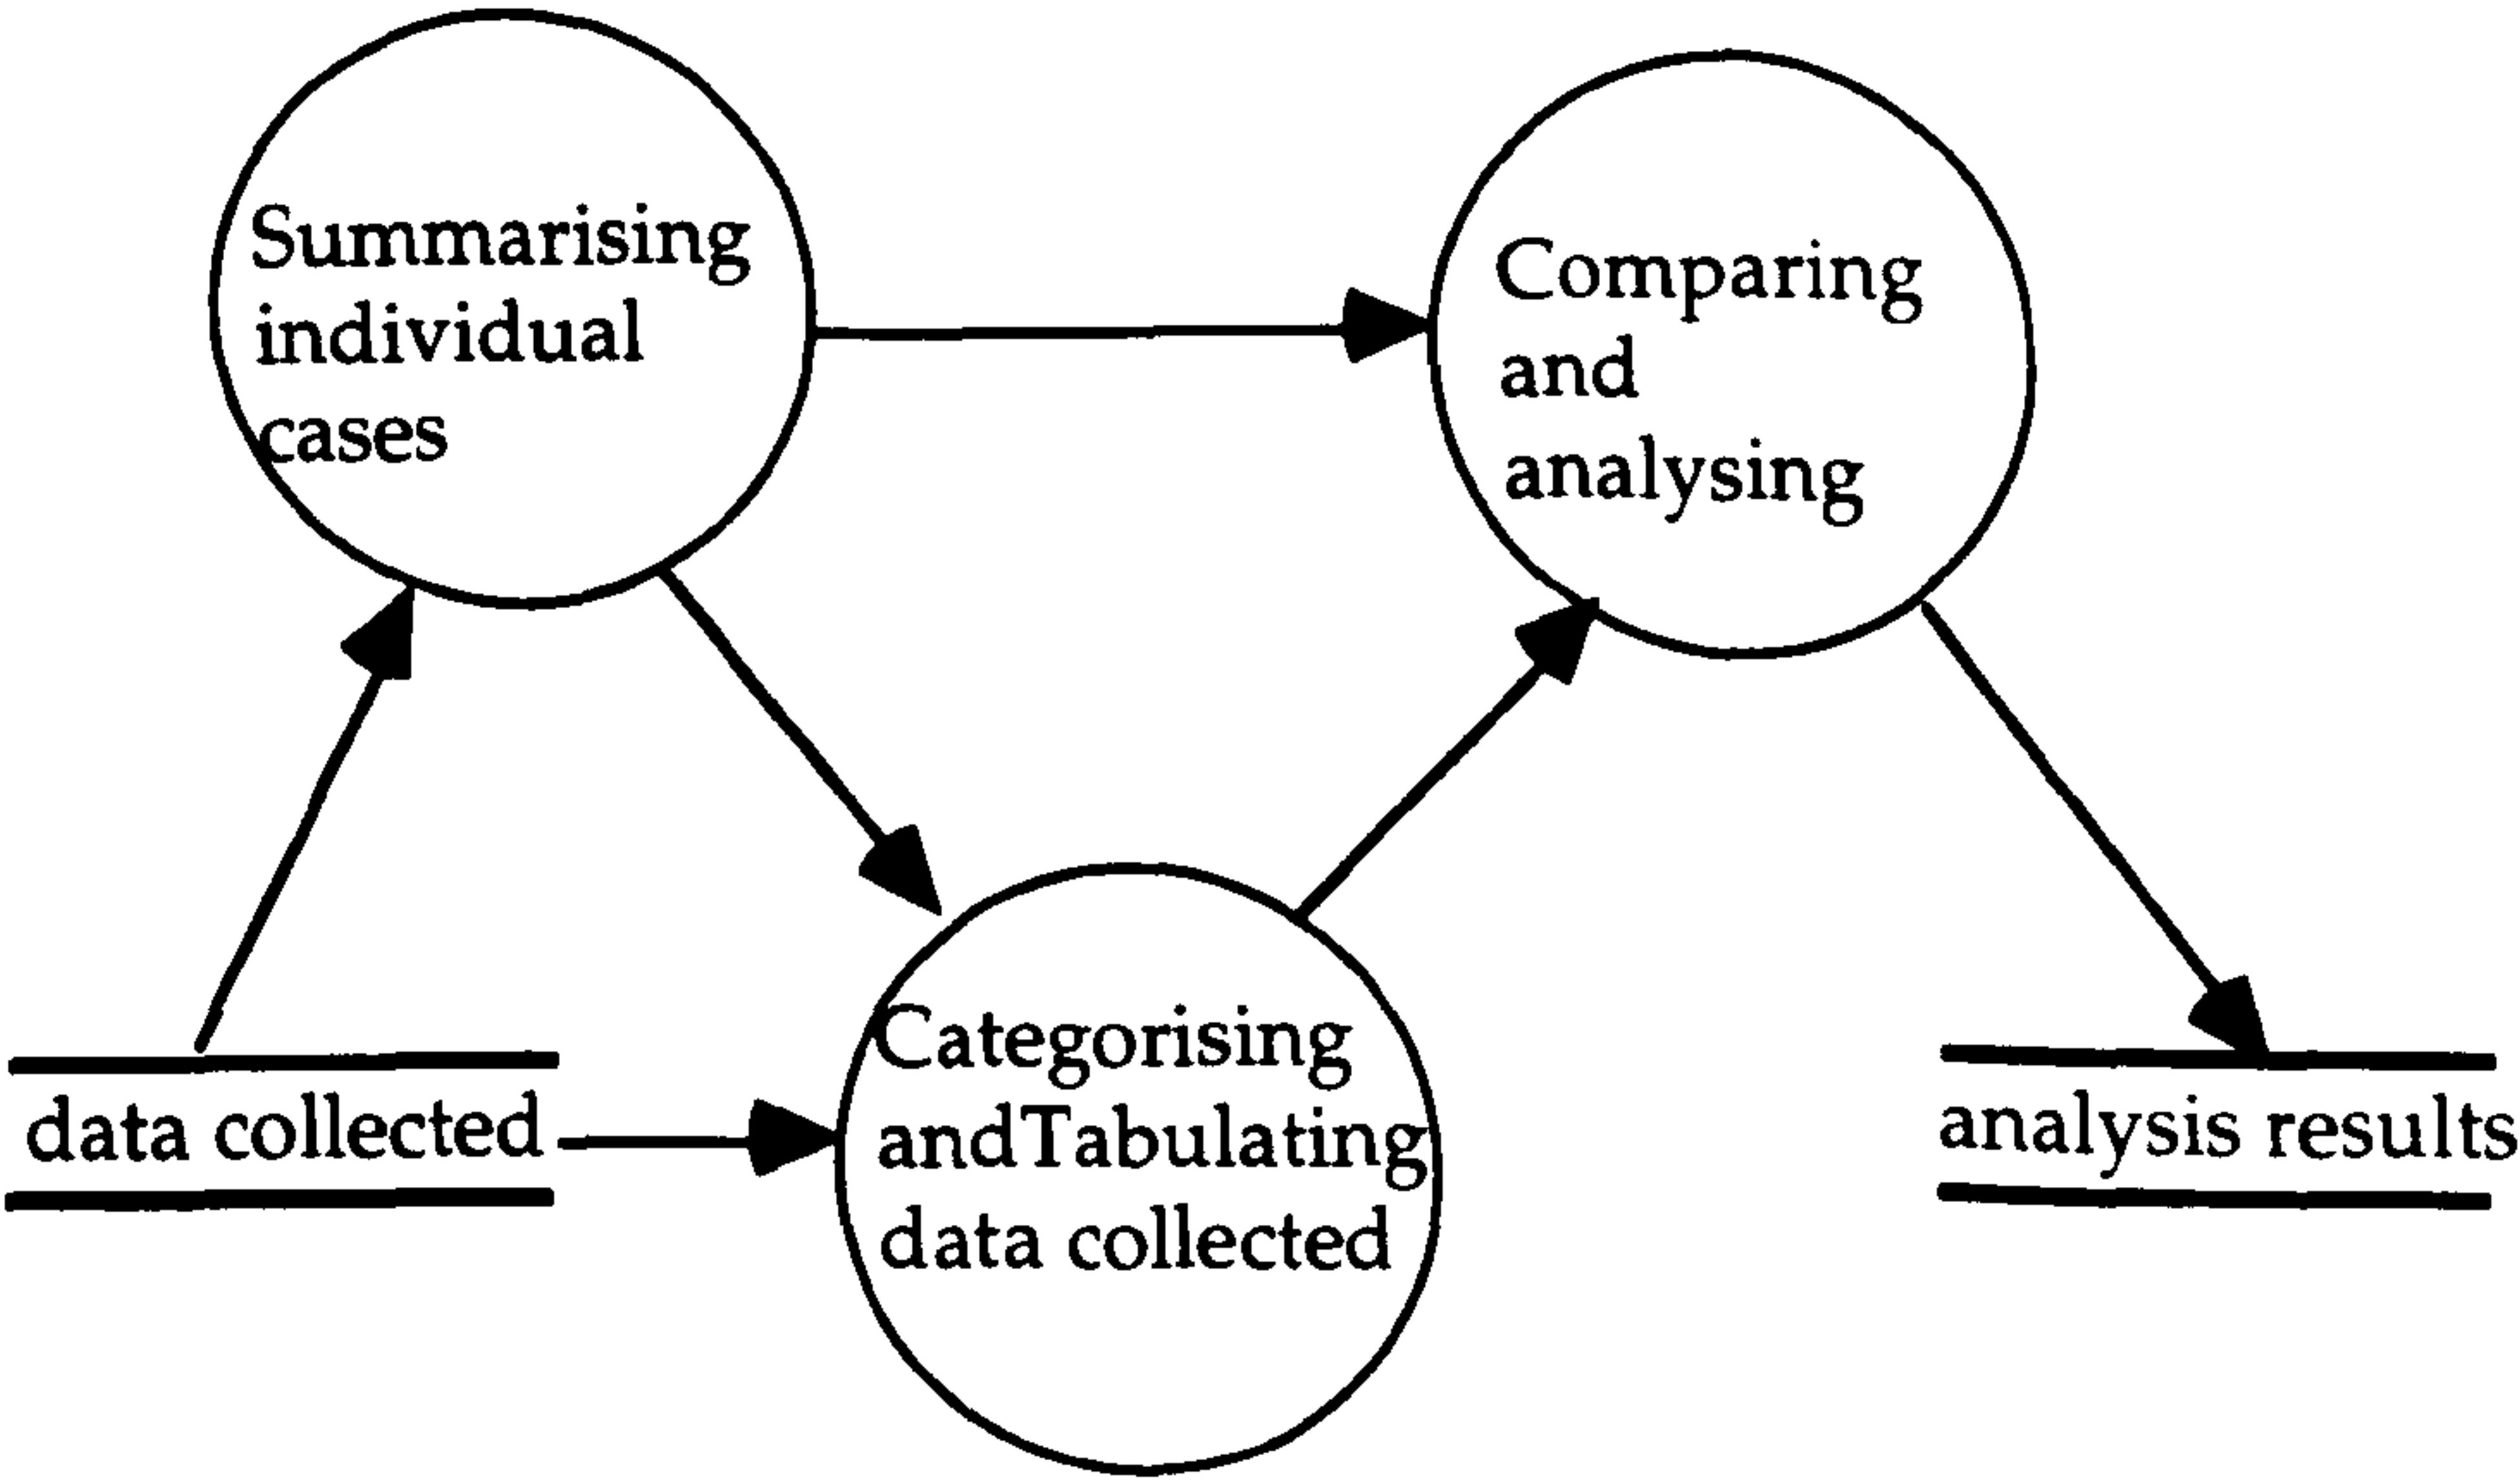 Summarising
individual
cases
Comparing
and
analysing
data collected
Categorising
andTabulating
data collected
analysis results